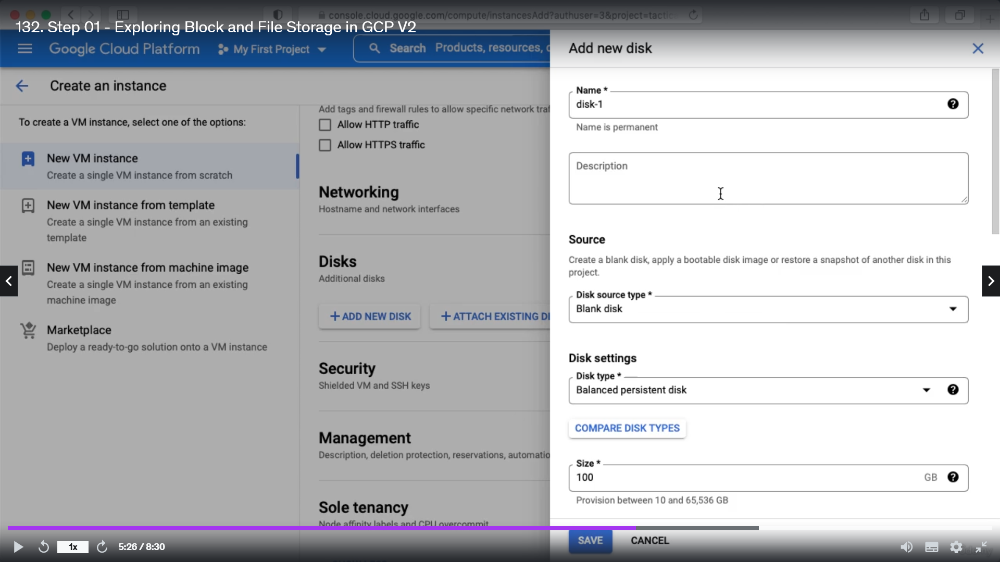 console.cloud.google.com/compute/instancesAdd?authuser=3&project=tactic
132. Step 01 - Exploring Block and File Storage in GCP V2
Google Cloud Platform
My First Project
Search Products, resources,
Create an instance
To create a VM instance, select one of the options:
New VM instance
Create a single VM instance from scratch
New VM instance from template
Create a single VM instance from an existing
template
New VM instance from machine image
Create a single VM instance from an existing
machine image
Marketplace
Deploy a ready-to-go solution onto a VM instance
Add tags and firewall rules to allow specific network traf
Allow HTTP traffic
Allow HTTPS traffic
Networking
Hostname and network interfaces
Disks
Additional disks
+ ADD NEW DISK
+ ATTACH EXISTING DI
Security
Shielded VM and SSH keys
Management
Description, deletion protection, reservations, automatio
Sole tenancy
Node affinity labels and CPU overcommit
Add new disk
Name *
disk-1
Name is permanent
Description
Source
Create a blank disk, apply a bootable disk image or restore a snapshot of another disk in this
project.
Disk source type *
Blank disk
Disk settings
Disk type *
Balanced persistent disk
COMPARE DISK TYPES
Size *
100
GB
Provision between 10 and 65,536 GB
SAVE
CANCEL
1x
5:26 / 8:30